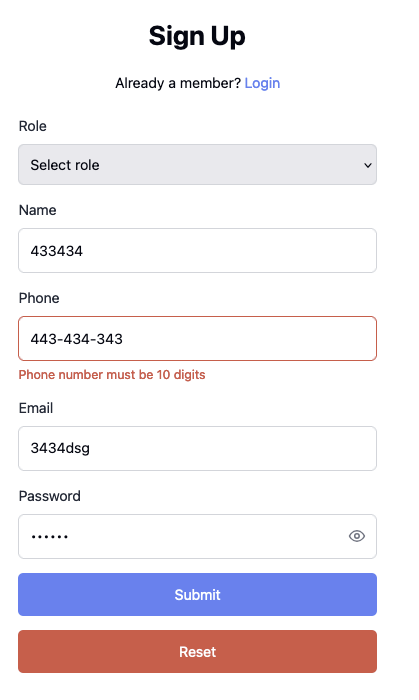 Sign Up
Already a member? Login
Role
Select role
Name
433434
Phone
443-434-343
Phone number must be 10 digits
Email
3434dsg
Password
••••••
Submit
Reset